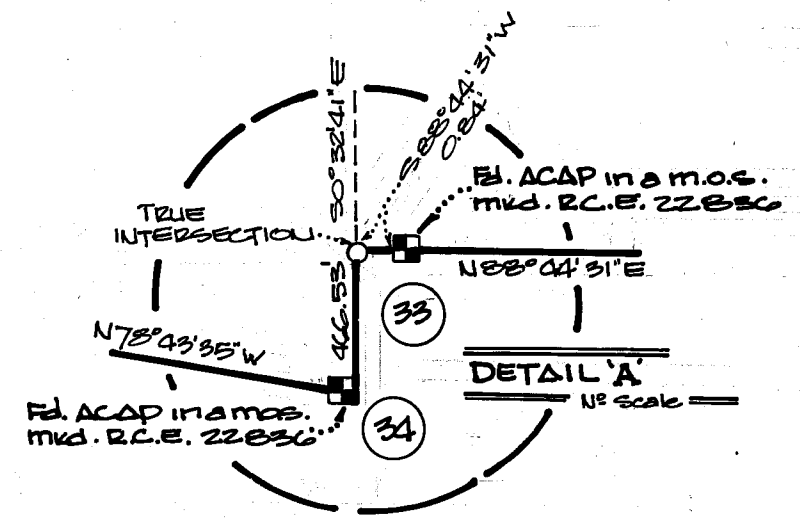 S0°32'41"E
S88°44'31"W
0.84'
Fd. ACAP in a m.o.s.
mkd. R.C.E. 22836
TRUE
INTERSECTION
N88°44'31"E
466.53'
33
N78°43'35"W
DETAIL 'A'
No Scale
Fd. ACAP in a mos.
mkd. R.C.E. 22836
34